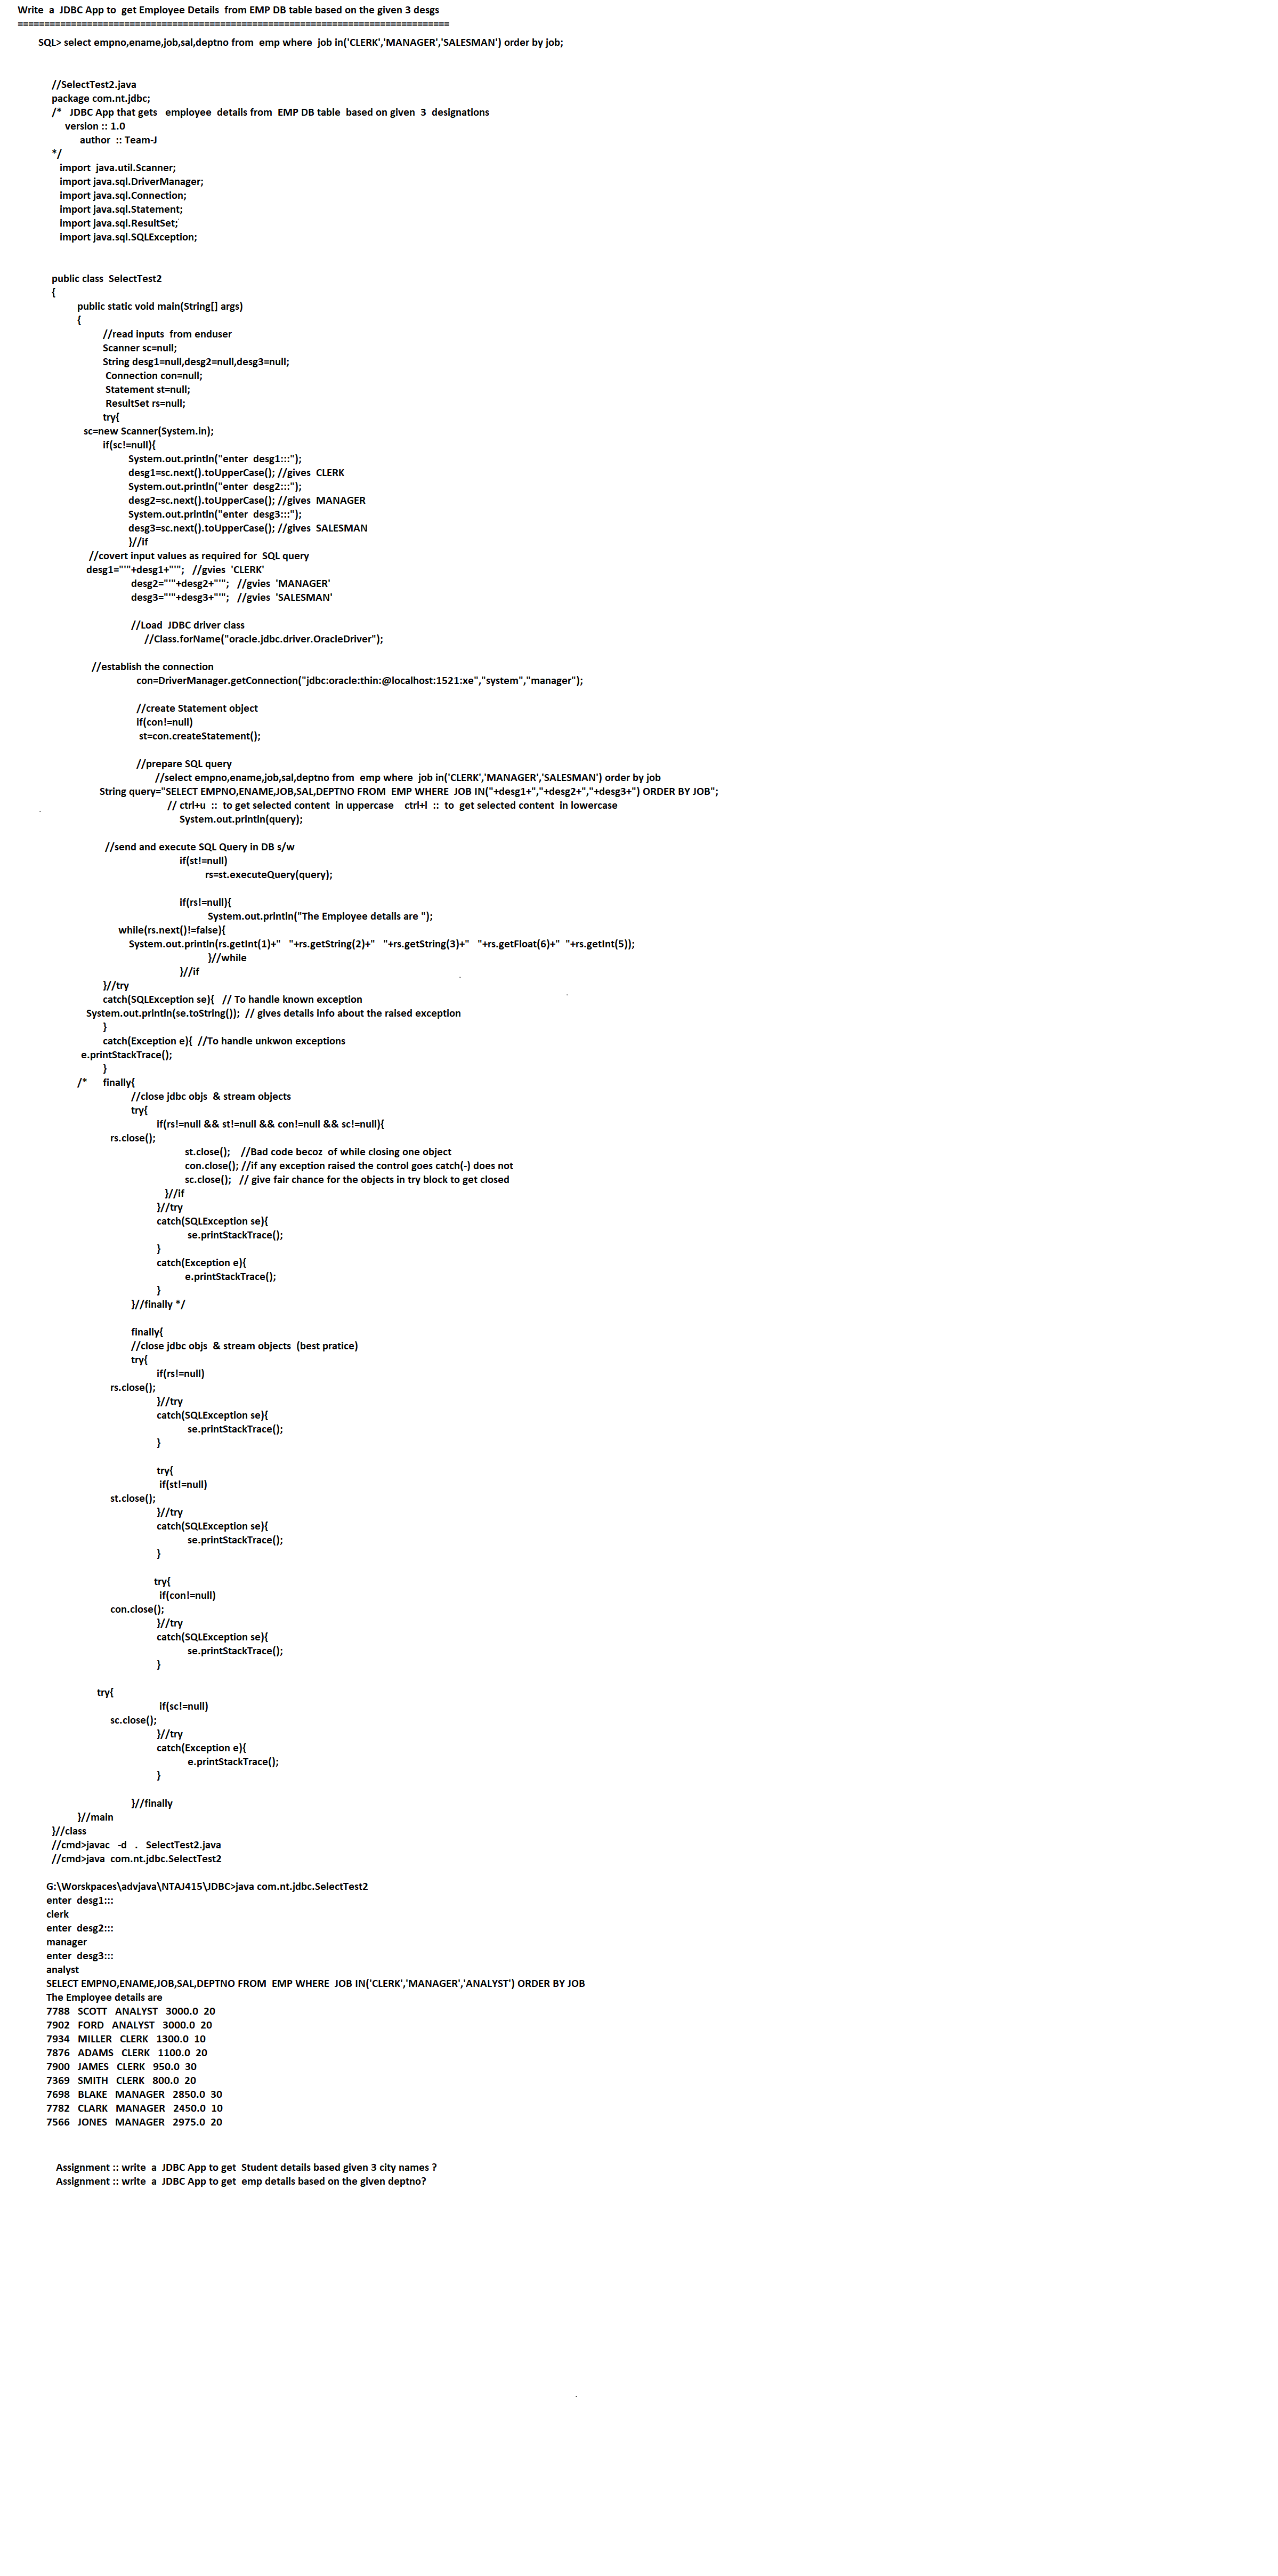 Write a JDBC App to get Employee Details from EMP DB table based on the given 3 desgs
=================================================================================
SQL> select empno,ename,job,sal,deptno from emp where job in('CLERK','MANAGER','SALESMAN') order by job;
//SelectTest2.java
package com.nt.jdbc;
/* JDBC App that gets employee details from EMP DB table based on given 3 designations
version :: 1.0
author :: Team-J
*/
import java.util.Scanner;
import java.sql.DriverManager;
import java.sql.Connection;
import java.sql.Statement;
import java.sql.ResultSet;
import java.sql.SQLException;
public class SelectTest2
{
public static void main(String[] args)
{
//read inputs from enduser
Scanner sc=null;
String desg1=null,desg2=null,desg3=null;
Connection con=null;
Statement st=null;
ResultSet rs=null;
try{
sc=new Scanner(System.in);
if(sc!=null){
System.out.println("enter desg1:::");
desg1=sc.next().toUpperCase(); //gives CLERK
System.out.println("enter desg2:::");
desg2=sc.next().toUpperCase(); //gives MANAGER
System.out.println("enter desg3:::");
desg3=sc.next().toUpperCase(); //gives SALESMAN
}//if
//covert input values as required for SQL query
desg1="'"+desg1+"'"; //gvies 'CLERK'
desg2="'"+desg2+"'"; //gvies 'MANAGER'
desg3="'"+desg3+"'"; //gvies 'SALESMAN'
//Load JDBC driver class
//Class.forName("oracle.jdbc.driver.OracleDriver");
//establish the connection
con=DriverManager.getConnection("jdbc:oracle:thin:@localhost:1521:xe","system","manager");
//create Statement object
if(con!=null)
st=con.createStatement();
//prepare SQL query
//select empno,ename,job,sal,deptno from emp where job in('CLERK','MANAGER','SALESMAN') order by job
String query="SELECT EMPNO,ENAME,JOB,SAL,DEPTNO FROM EMP WHERE JOB IN("+desg1+","+desg2+","+desg3+") ORDER BY JOB";
// ctrl+u :: to get selected content in uppercase ctrl+l :: to get selected content in lowercase
System.out.println(query);
//send and execute SQL Query in DB s/w
if(st!=null)
rs=st.executeQuery(query);
if(rs!=null){
System.out.println("The Employee details are ");
while(rs.next()!=false){
System.out.println(rs.getInt(1)+" "+rs.getString(2)+" "+rs.getString(3)+" "+rs.getFloat(6)+" "+rs.getInt(5));
}//while
}//if
}//try
catch(SQLException se){ // To handle known exception
System.out.println(se.toString()); // gives details info about the raised exception
}
catch(Exception e){ //To handle unkwon exceptions
e.printStackTrace();
}
/* finally{
//close jdbc objs & stream objects
try{
if(rs!=null && st!=null && con!=null && sc!=null){
rs.close();
st.close(); //Bad code becoz of while closing one object
con.close(); //if any exception raised the control goes catch(-) does not
sc.close(); // give fair chance for the objects in try block to get closed
}//if
}//try
catch(SQLException se){
se.printStackTrace();
}
catch(Exception e){
e.printStackTrace();
}
}//finally */
finally{
//close jdbc objs & stream objects (best pratice)
try{
if(rs!=null)
rs.close();
}//try
catch(SQLException se){
se.printStackTrace();
}
try{
if(st!=null)
st.close();
}//try
catch(SQLException se){
se.printStackTrace();
}
try{
if(con!=null)
con.close();
}//try
catch(SQLException se){
se.printStackTrace();
}
try{
if(sc!=null)
sc.close();
}//try
catch(Exception e){
e.printStackTrace();
}
}//finally
}//main
}//class
//cmd>javac -d . SelectTest2.java
//cmd>java com.nt.jdbc.SelectTest2
G:\Worskpaces\advjava\NTAJ415\JDBC>java com.nt.jdbc.SelectTest2
enter desg1:::
clerk
enter desg2:::
manager
enter desg3:::
analyst
SELECT EMPNO,ENAME,JOB,SAL,DEPTNO FROM EMP WHERE JOB IN('CLERK','MANAGER','ANALYST') ORDER BY JOB
The Employee details are
7788 SCOTT ANALYST 3000.0 20
7902 FORD ANALYST 3000.0 20
7934 MILLER CLERK 1300.0 10
7876 ADAMS CLERK 1100.0 20
7900 JAMES CLERK 950.0 30
7369 SMITH CLERK 800.0 20
7698 BLAKE MANAGER 2850.0 30
7782 CLARK MANAGER 2450.0 10
7566 JONES MANAGER 2975.0 20
Assignment :: write a JDBC App to get Student details based given 3 city names ?
Assignment :: write a JDBC App to get emp details based on the given deptno?